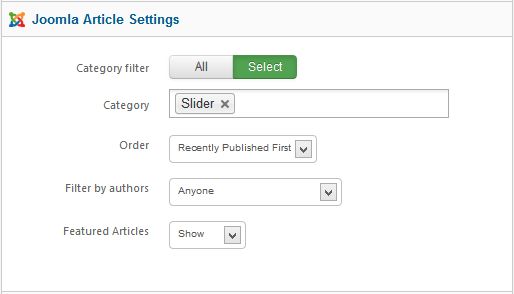 Joomla Article Settings
Category filter All Select
Category Slider ×
Order Recently Published First
Filter by authors Anyone
Featured Articles Show